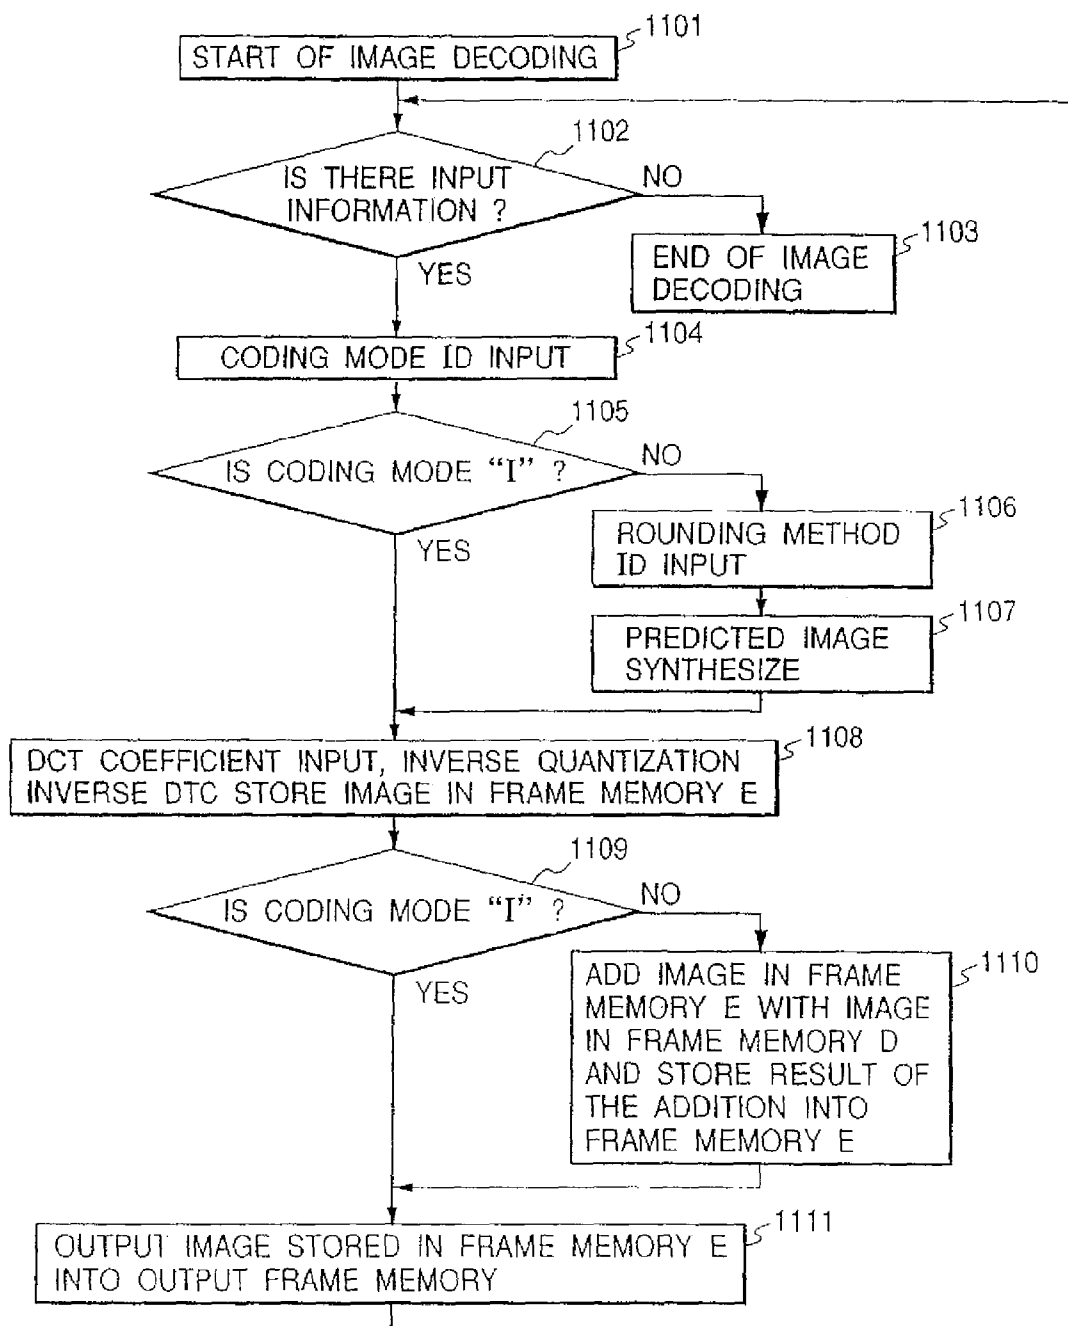 1101
START OF IMAGE DECODING
1102
IS THERE INPUT
INFORMATION ?
NO
1103
END OF IMAGE
DECODING
YES
1104
CODING MODE ID INPUT
1105
IS CODING MODE “I” ?
NO
1106
ROUNDING METHOD
ID INPUT
YES
1107
PREDICTED IMAGE
SYNTHESIZE
1108
DCT COEFFICIENT INPUT, INVERSE QUANTIZATION
INVERSE DTC STORE IMAGE IN FRAME MEMORY E
1109
IS CODING MODE “I” ?
NO
1110
ADD IMAGE IN FRAME
MEMORY E WITH IMAGE
IN FRAME MEMORY D
AND STORE RESULT OF
THE ADDITION INTO
FRAME MEMORY E
YES
1111
OUTPUT IMAGE STORED IN FRAME MEMORY E
INTO OUTPUT FRAME MEMORY